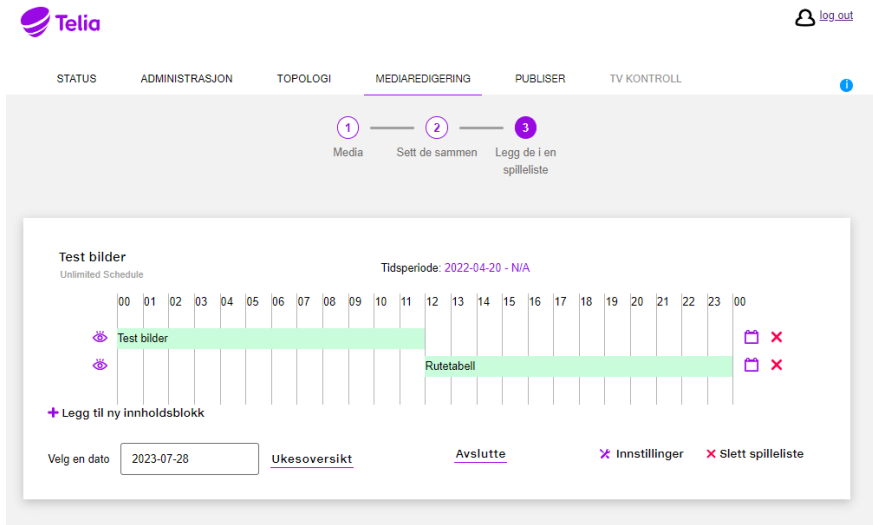 Telia
log out
STATUS ADMINISTRASJON TOPOLOGI MEDIAREDIGERING PUBLISER TV KONTROLL
i
1 2 3
Media Sett de sammen Legg de i en
spilleliste
Test bilder
Unlimited Schedule
Tidsperiode: 2022-04-20 - N/A
00 01 02 03 04 05 06 07 08 09 10 11 12 13 14 15 16 17 18 19 20 21 22 23 00
Test bilder
Rutetabell
+ Legg til ny innholdsblokk
Velg en dato 2023-07-28 Ukesoversikt Avslutte Innstillinger Slett spilleliste